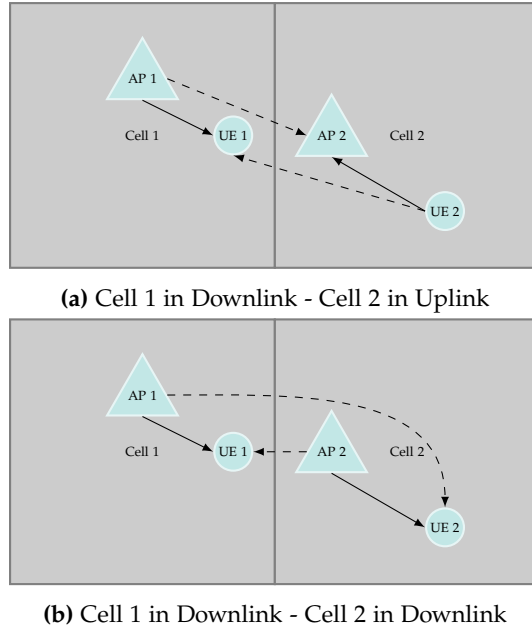 AP 1
Cell 1
UE 1
AP 2
Cell 2
UE 2
(a) Cell 1 in Downlink - Cell 2 in Uplink
AP 1
Cell 1
UE 1
AP 2
Cell 2
UE 2
(b) Cell 1 in Downlink - Cell 2 in Downlink